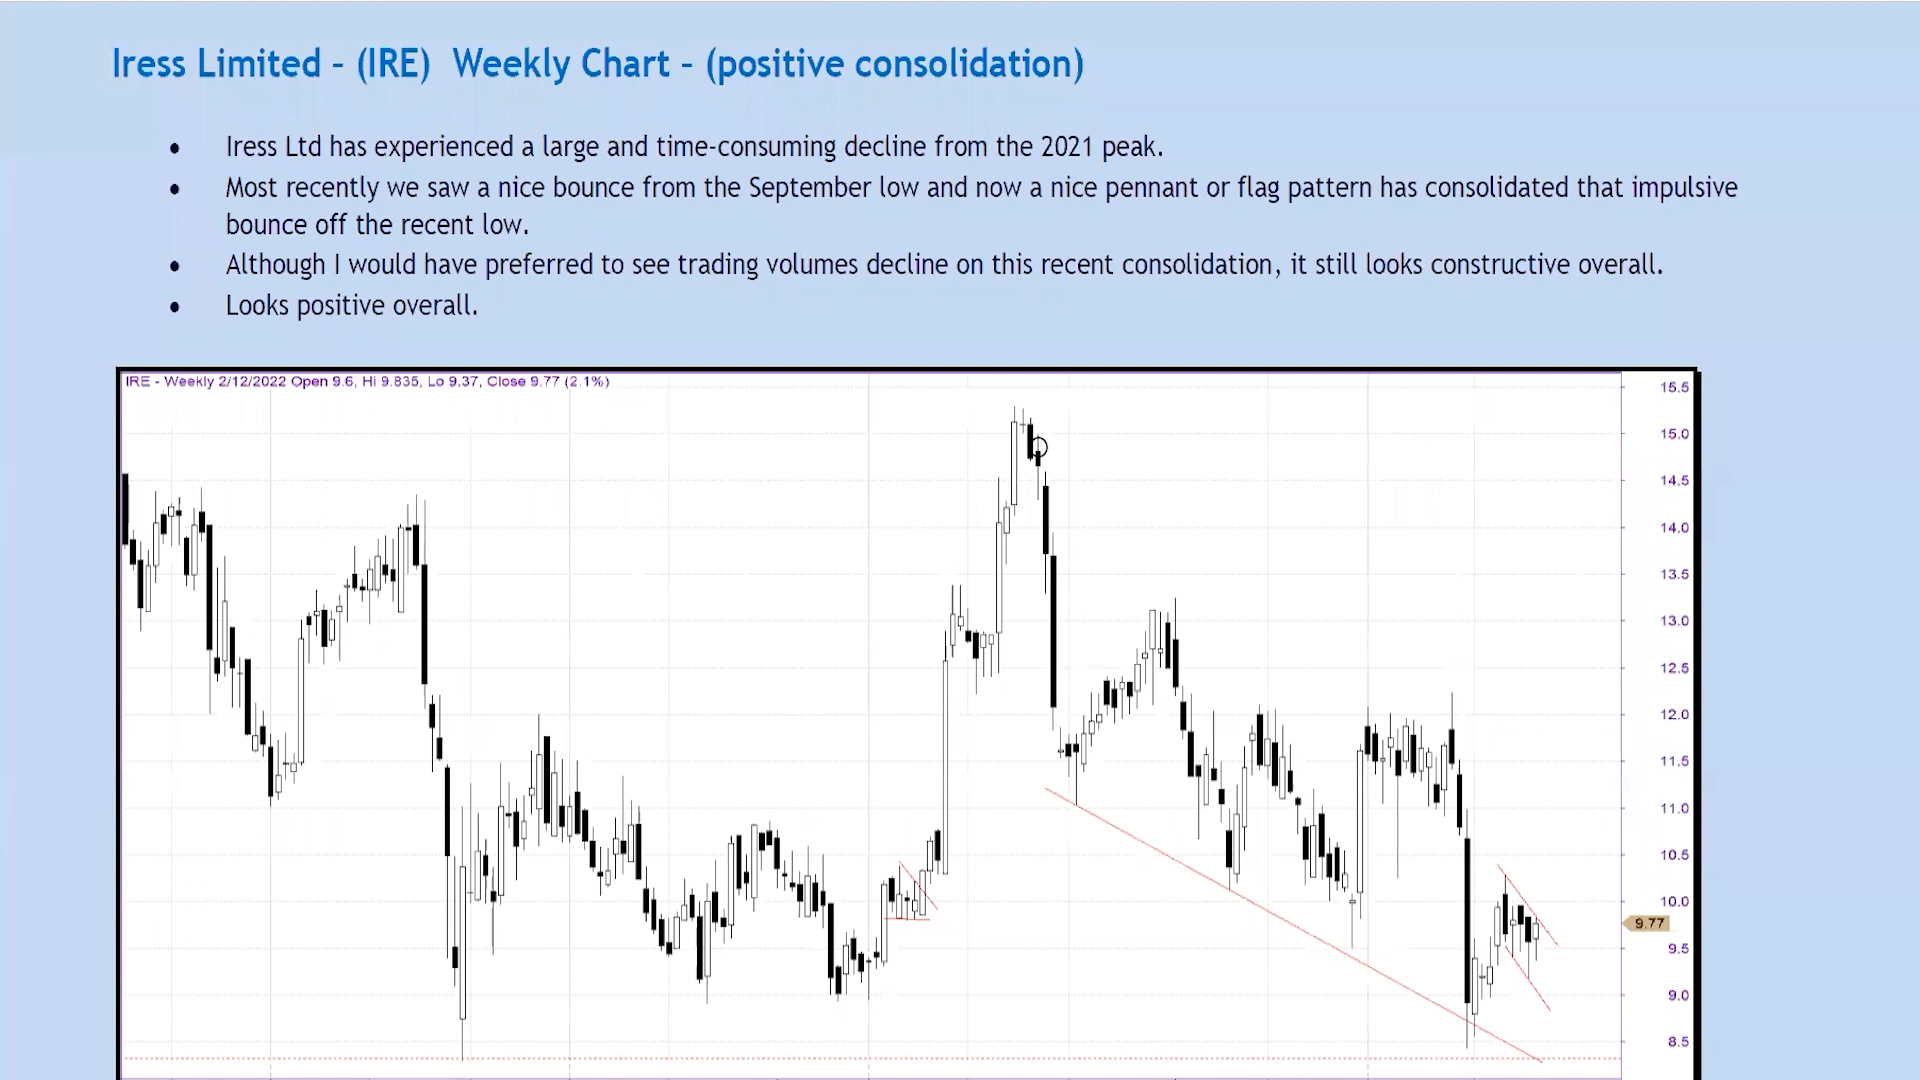 Iress Limited – (IRE)  Weekly Chart – (positive consolidation)
• Iress Ltd has experienced a large and time-consuming decline from the 2021 peak.
• Most recently we saw a nice bounce from the September low and now a nice pennant or flag pattern has consolidated that impulsive
bounce off the recent low.
• Although I would have preferred to see trading volumes decline on this recent consolidation, it still looks constructive overall.
• Looks positive overall.
IRE - Weekly 2/12/2022 Open 9.6, Hi 9.835, Lo 9.37, Close 9.77 (2.1%)
15.5
15.0
14.5
14.0
13.5
13.0
12.5
12.0
11.5
11.0
10.5
10.0
9.77
9.5
9.0
8.5